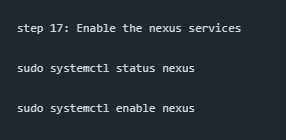 step 17: Enable the nexus services
sudo systemctl status nexus
sudo systemctl enable nexus